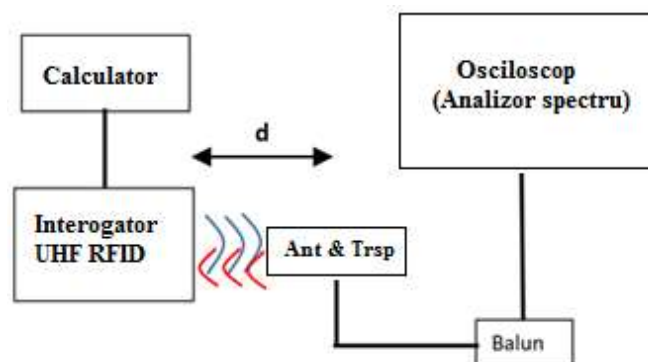 Calculator
Osciloscop
(Analizor spectru)
d
Interogator
UHF RFID
Ant & Trsp
Balun